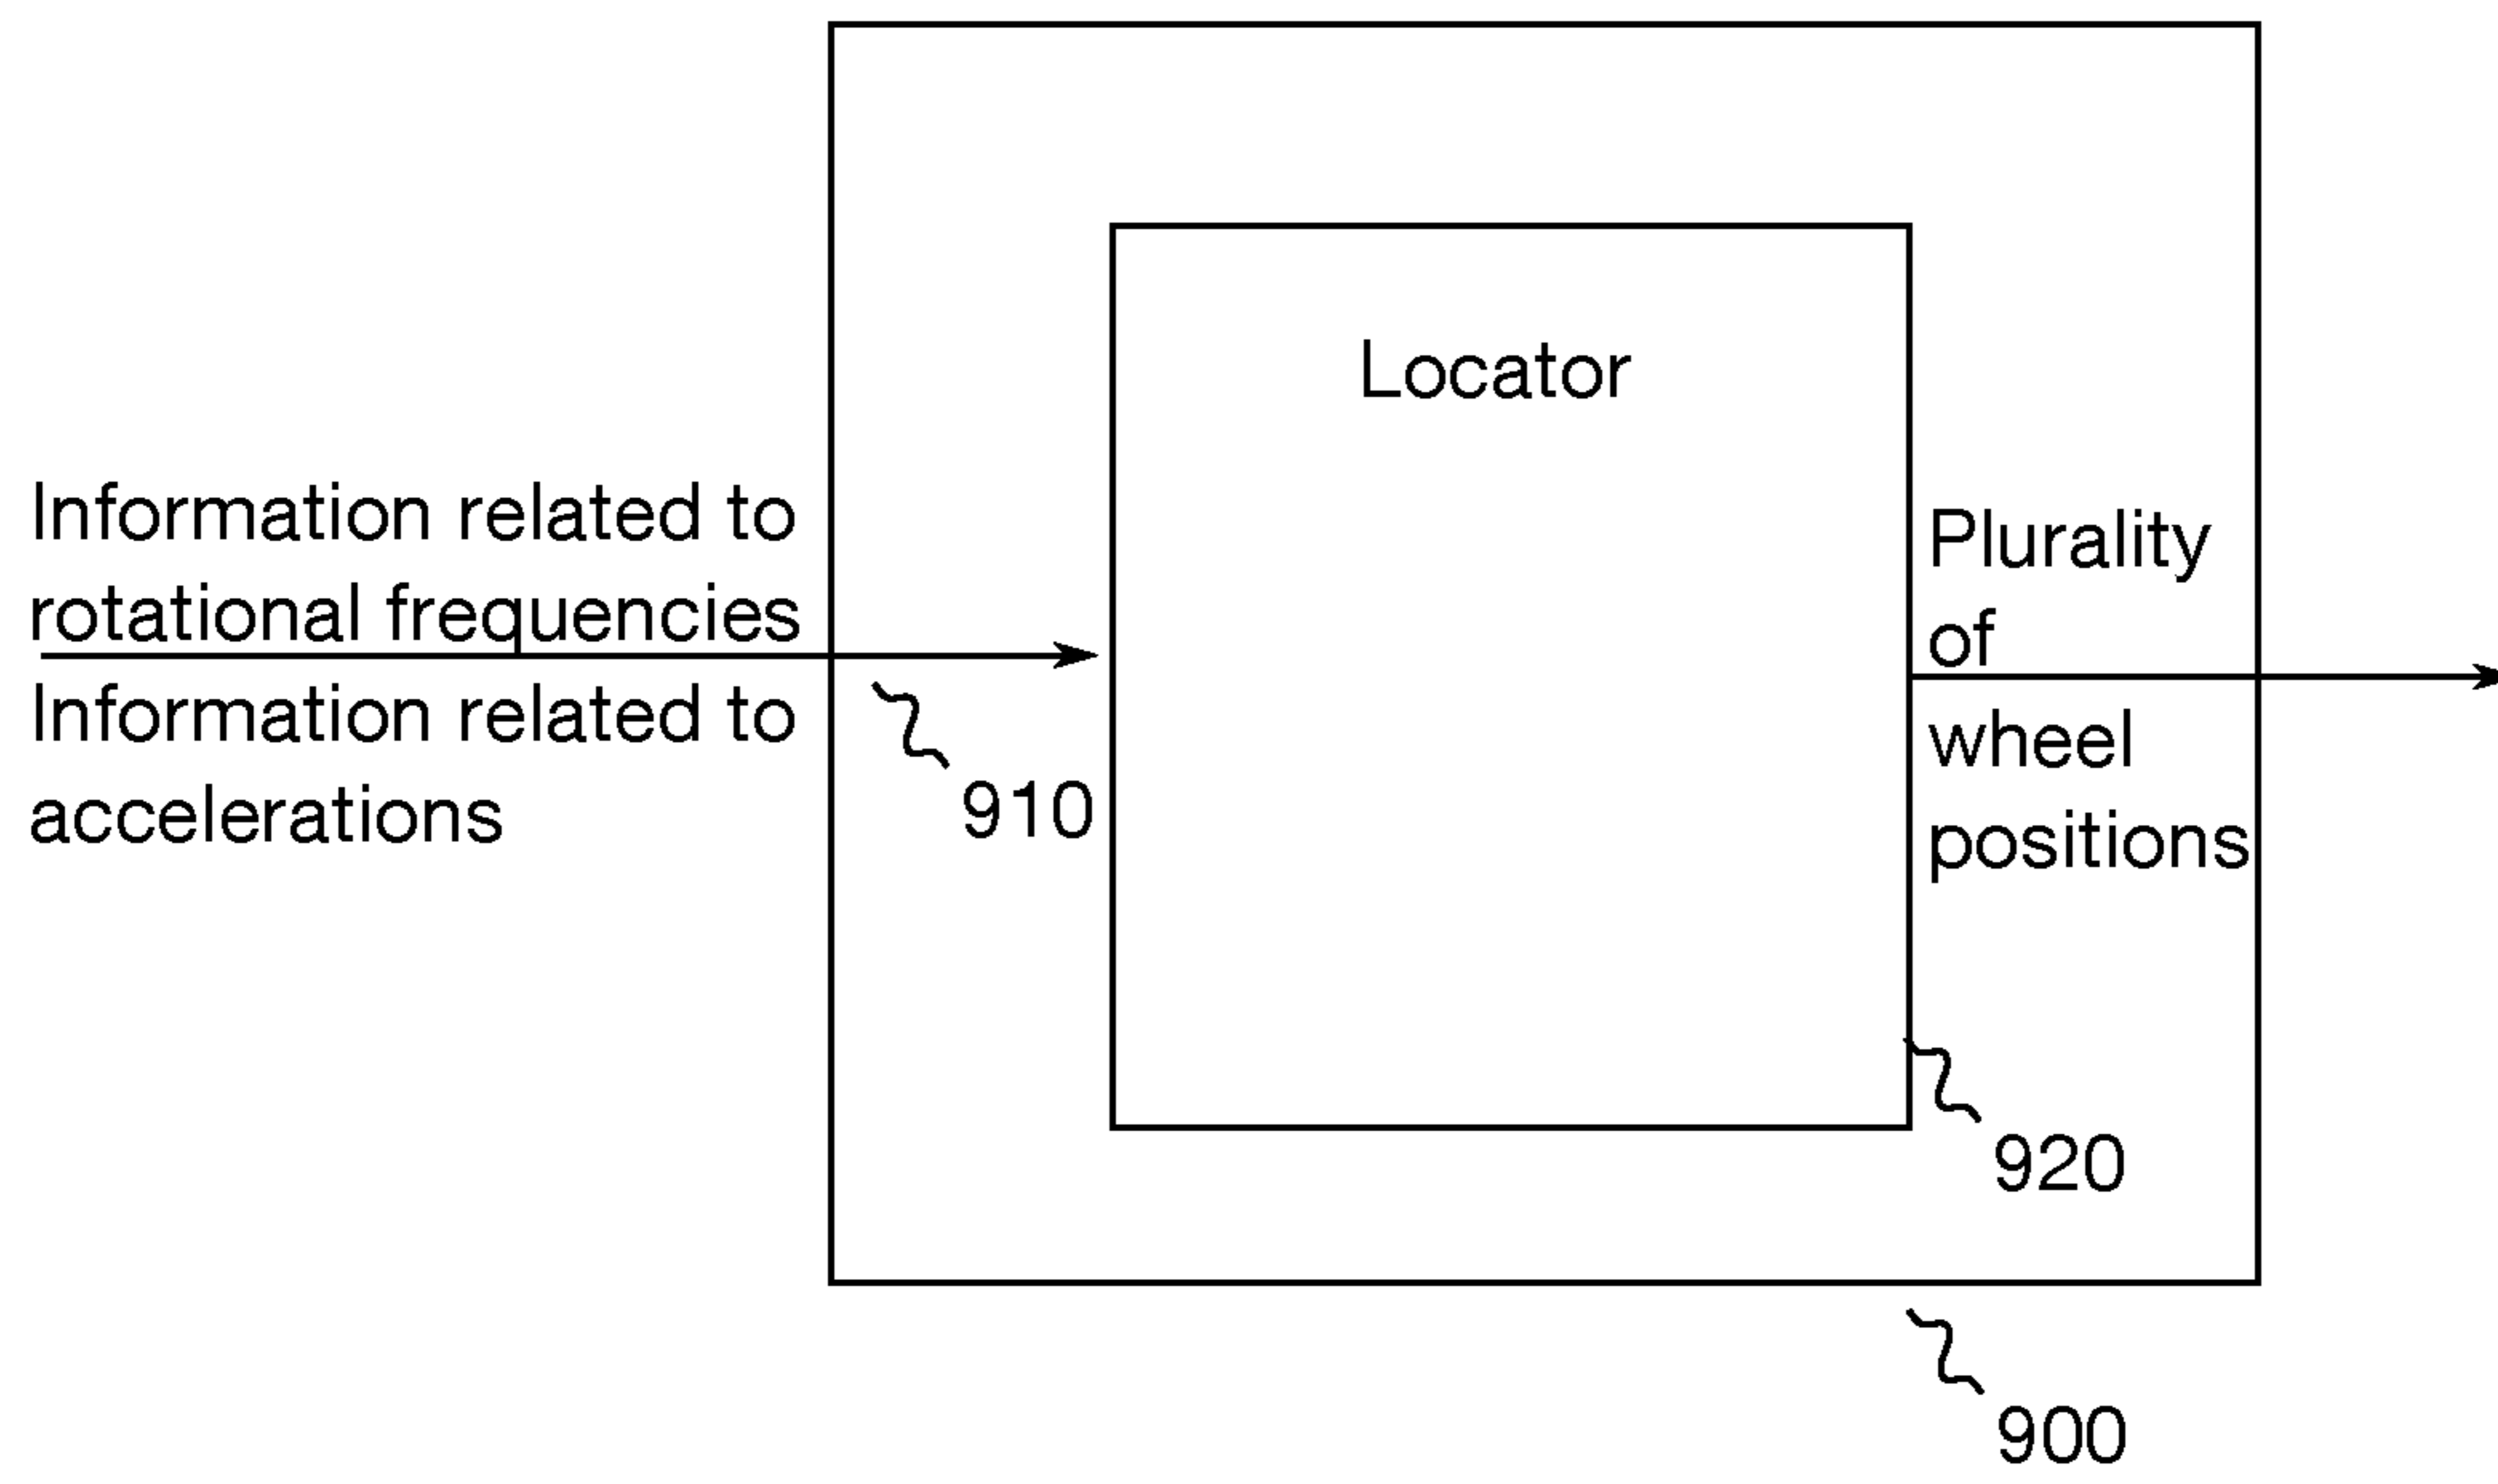 Locator
Information related to
rotational frequencies
Information related to
accelerations
910
Plurality
of
wheel
positions
920
900